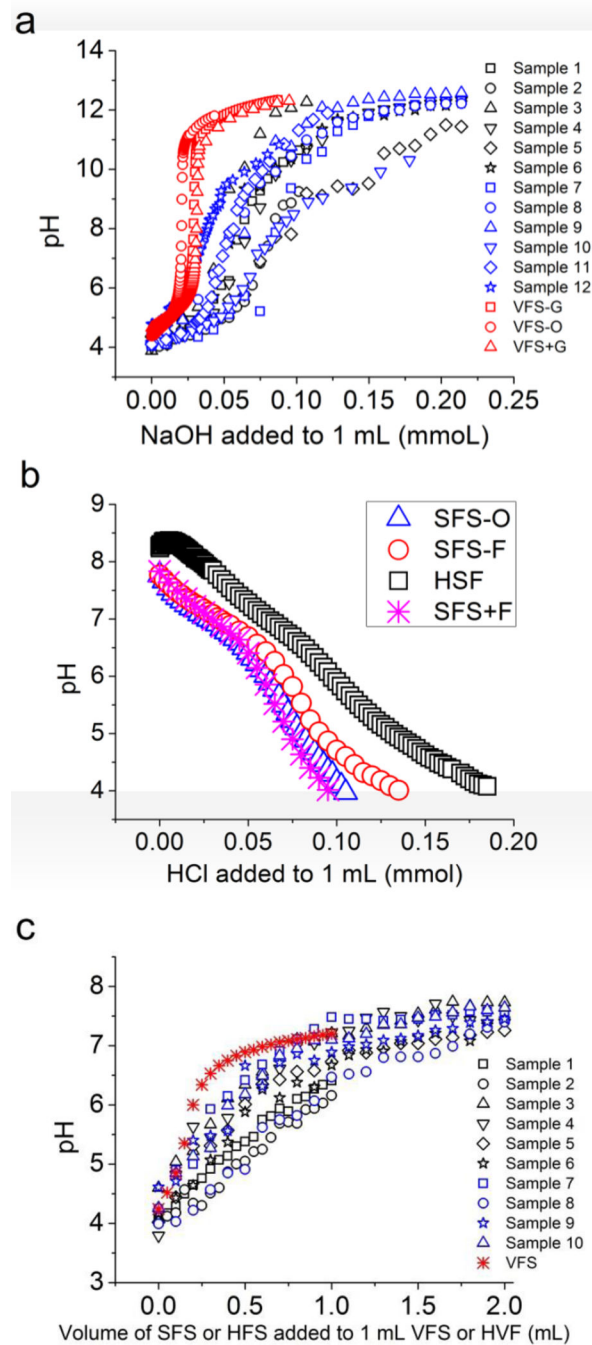 a
14
12
10
8
6
4
pH
0.00 0.05 0.10 0.15 0.20 0.25
NaOH added to 1 mL (mmoL)
Sample 1
Sample 2
Sample 3
Sample 4
Sample 5
Sample 6
Sample 7
Sample 8
Sample 9
Sample 10
Sample 11
Sample 12
VFS-G
VFS-O
VFS+G
b
9
8
7
6
5
4
pH
0.00 0.05 0.10 0.15 0.20
HCl added to 1 mL (mmol)
SFS-O
SFS-F
HSF
SFS+F
c
8
7
6
5
4
3
pH
0.0 0.5 1.0 1.5 2.0
Volume of SFS or HFS added to 1 mL VFS or HVF (mL)
Sample 1
Sample 2
Sample 3
Sample 4
Sample 5
Sample 6
Sample 7
Sample 8
Sample 9
Sample 10
VFS